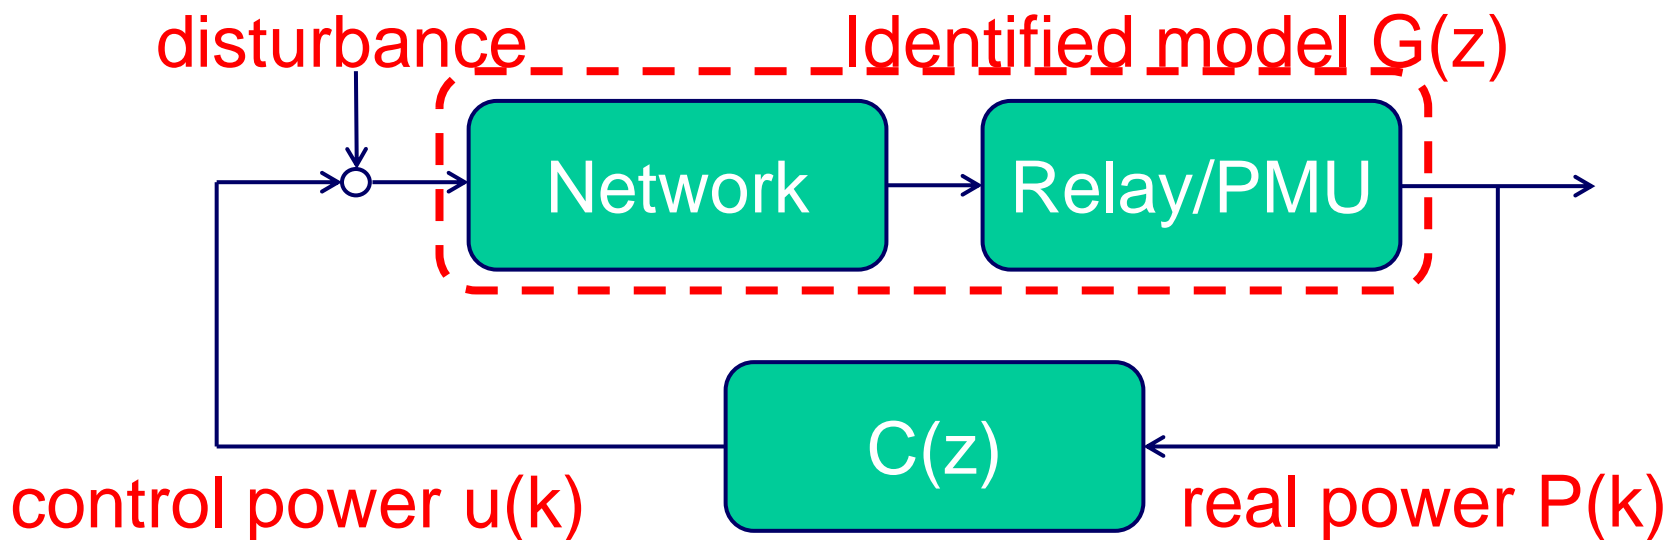 disturbance
Identified model G(z)
Network
Relay/PMU
C(z)
control power u(k)
real power P(k)